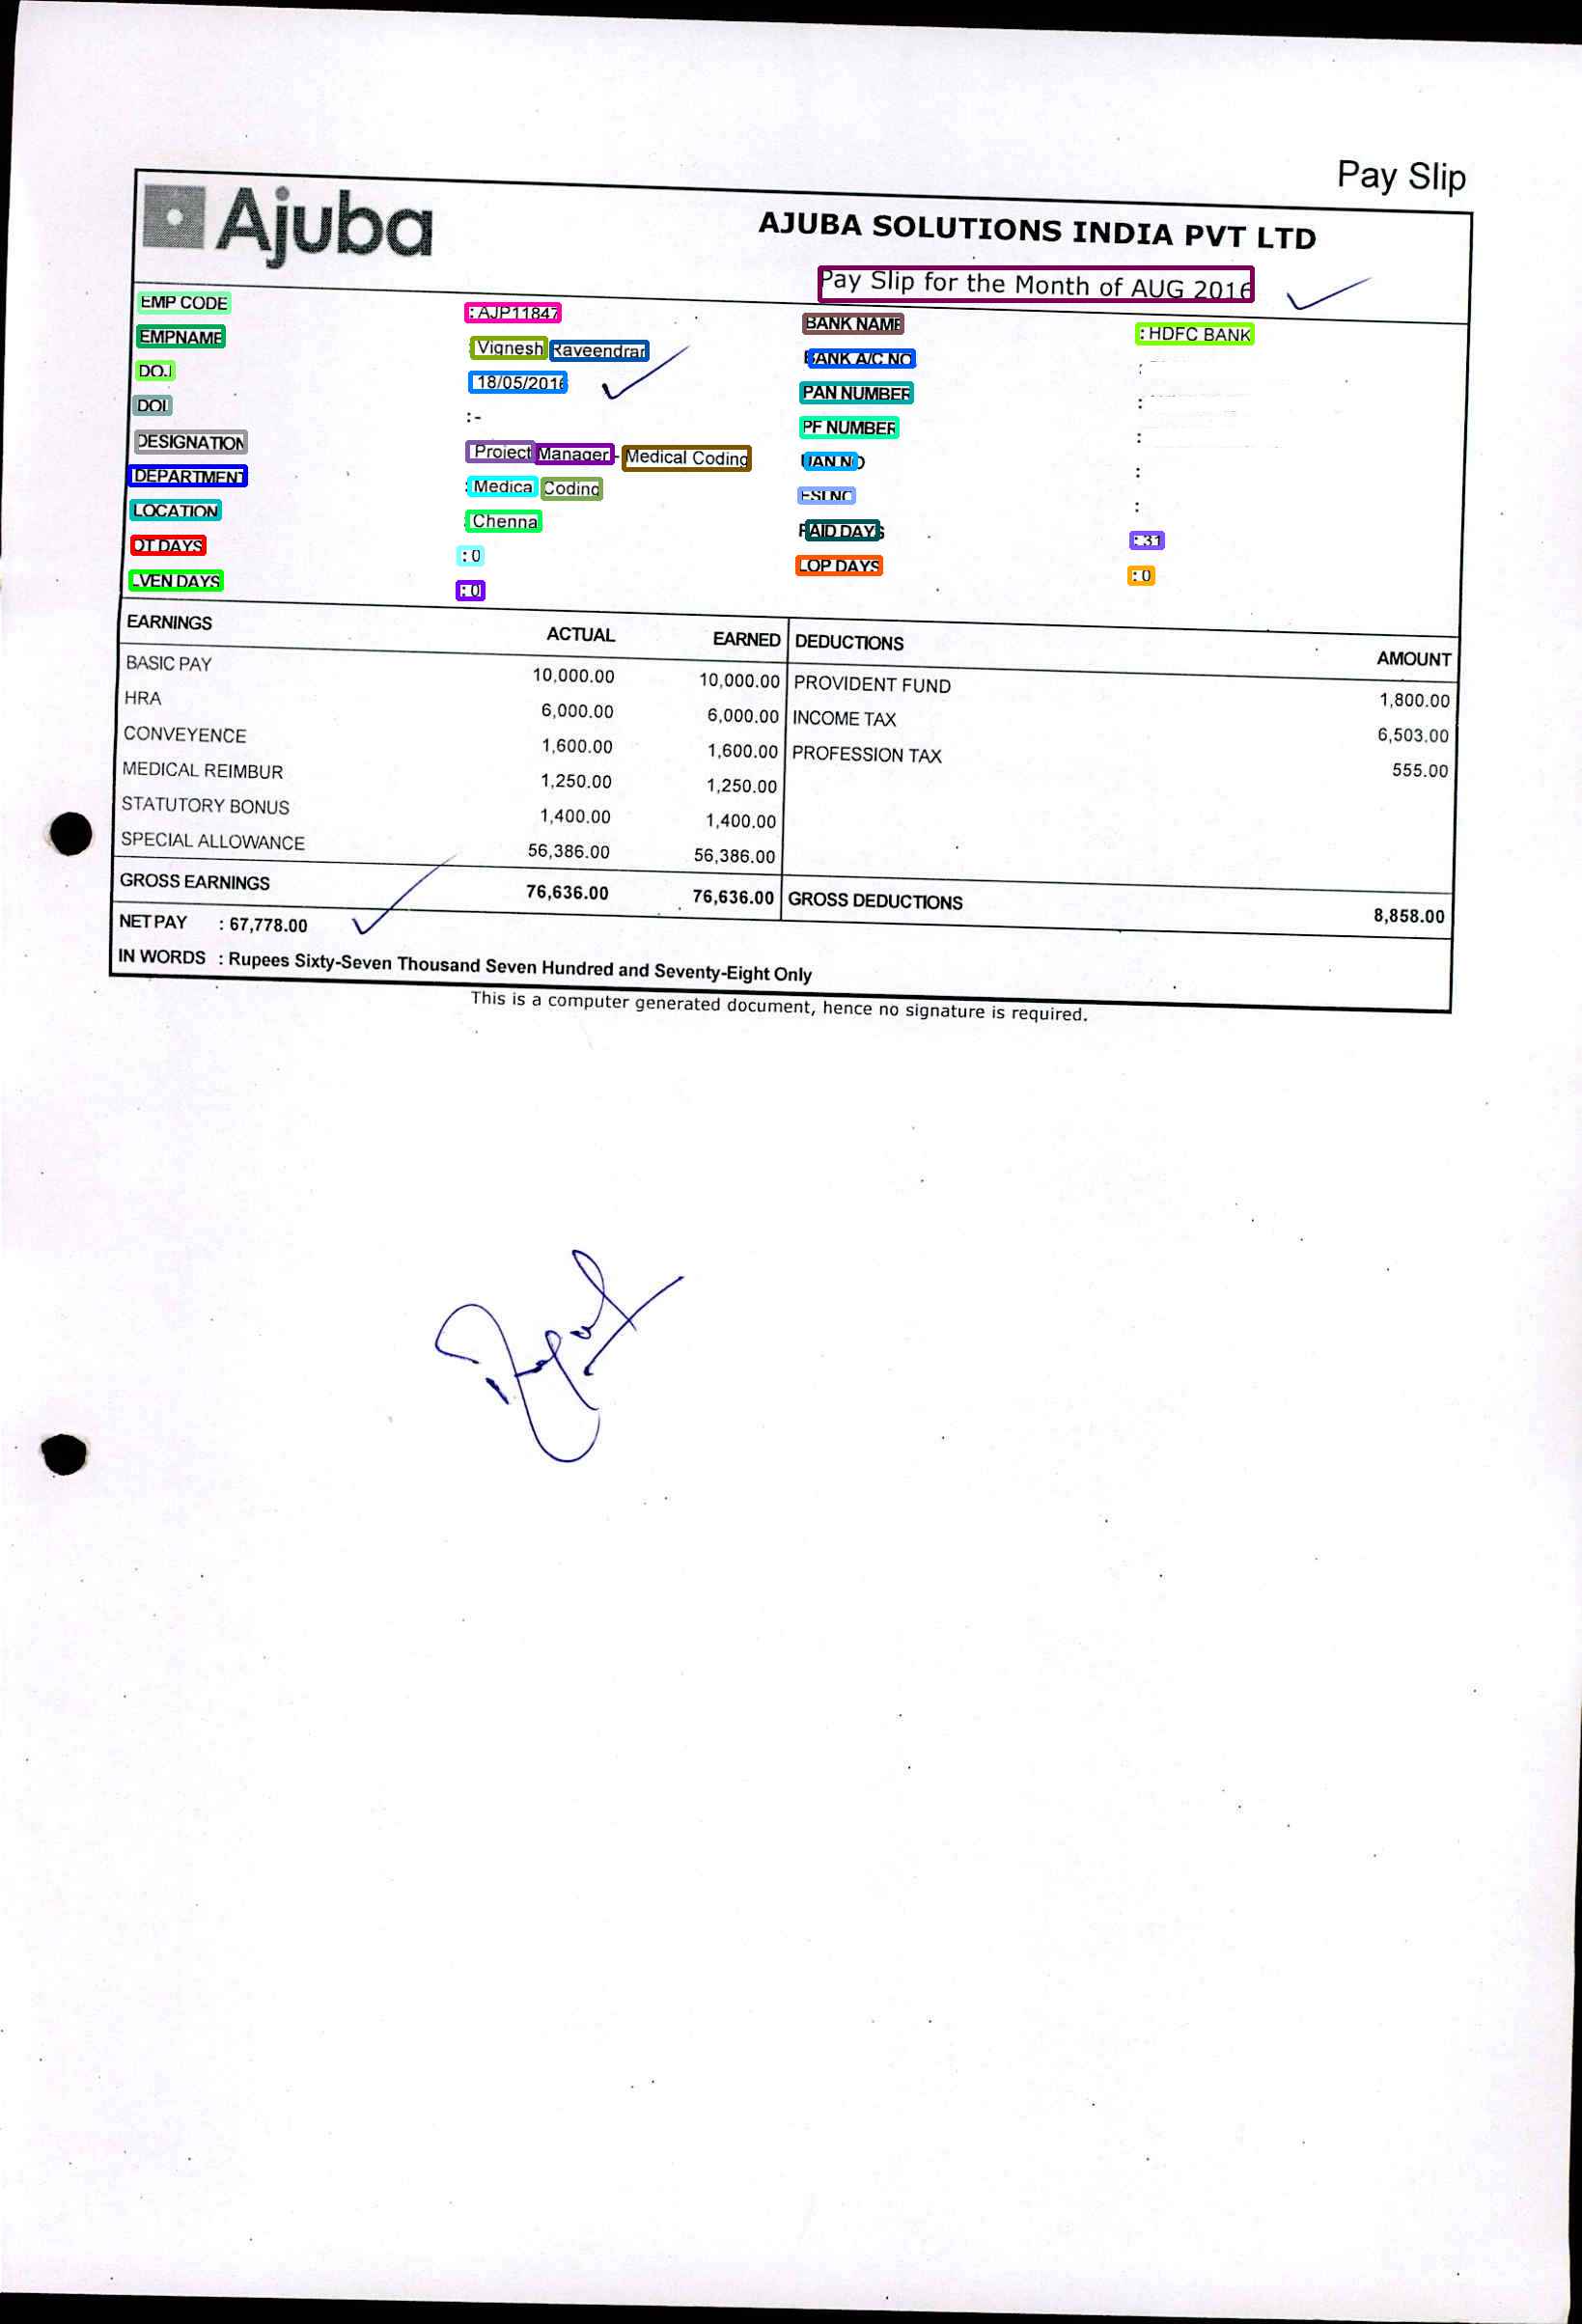 Pay Slip
Ajuba
AJUBA SOLUTIONS INDIA PVT LTD
Pay Slip for the Month of AUG 2016
EMP CODE : AJP11847 BANK NAME : HDFC BANK
EMPNAME : Vignesh Raveendran BANK A/C NO :
DOJ : 18/05/2016 PAN NUMBER :
DOL :- PF NUMBER :
DESIGNATION : Project Manager - Medical Coding UAN NO :
DEPARTMENT : Medical Coding ESI NO :
LOCATION : Chennai PAID DAYS : 31
OT DAYS : 0 LOP DAYS : 0
LVEN DAYS : 0
EARNINGS ACTUAL EARNED DEDUCTIONS AMOUNT
BASIC PAY 10,000.00 10,000.00 PROVIDENT FUND 1,800.00
HRA 6,000.00 6,000.00 INCOME TAX 6,503.00
CONVEYENCE 1,600.00 1,600.00 PROFESSION TAX 555.00
MEDICAL REIMBUR 1,250.00 1,250.00
STATUTORY BONUS 1,400.00 1,400.00
SPECIAL ALLOWANCE 56,386.00 56,386.00
GROSS EARNINGS 76,636.00 76,636.00 GROSS DEDUCTIONS 8,858.00
NET PAY : 67,778.00
IN WORDS : Rupees Sixty-Seven Thousand Seven Hundred and Seventy-Eight Only
This is a computer generated document, hence no signature is required.